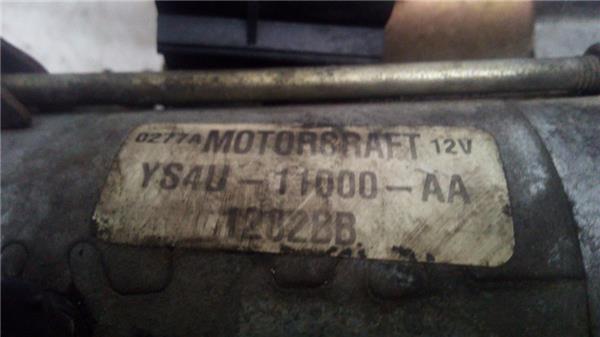 0277A MOTORCRAFT 12V
YS4U-11000-AA
1202BB